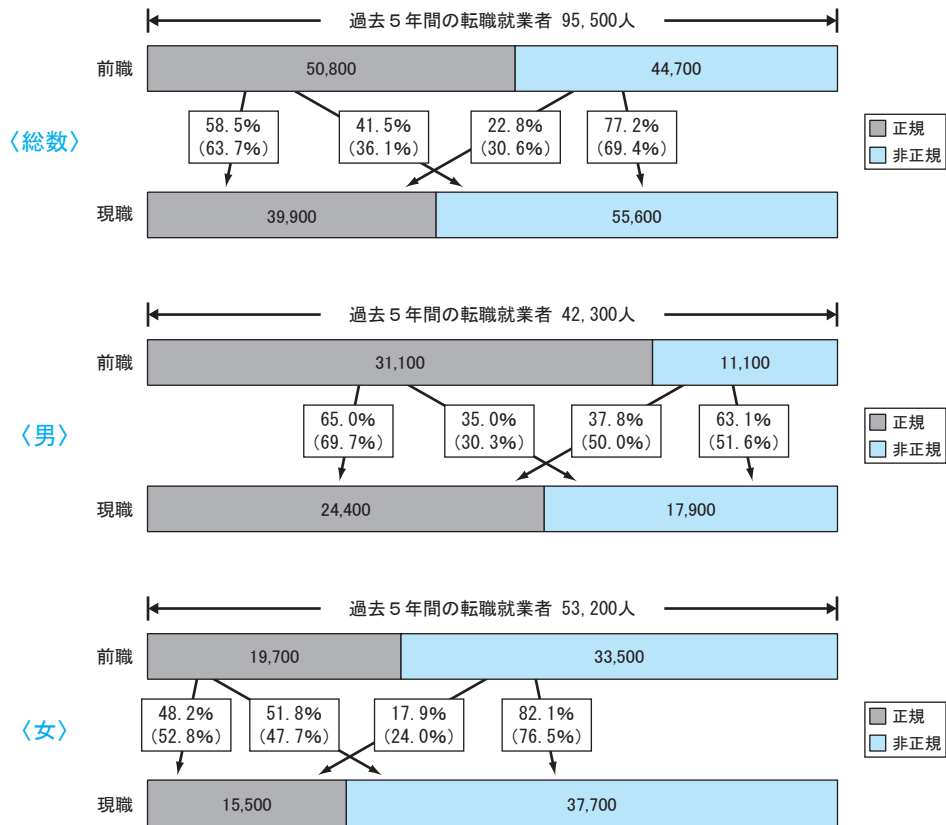 過去５年間の転職就業者 95,500人
前職
50,800
44,700
58.5%
(63.7%)
41.5%
(36.1%)
22.8%
(30.6%)
77.2%
(69.4%)
〈総数〉
正規
非正規
現職
39,900
55,600
過去５年間の転職就業者 42,300人
前職
31,100
11,100
65.0%
(69.7%)
35.0%
(30.3%)
37.8%
(50.0%)
63.1%
(51.6%)
〈男〉
正規
非正規
現職
24,400
17,900
過去５年間の転職就業者 53,200人
前職
19,700
33,500
48.2%
(52.8%)
51.8%
(47.7%)
17.9%
(24.0%)
82.1%
(76.5%)
〈女〉
正規
非正規
現職
15,500
37,700